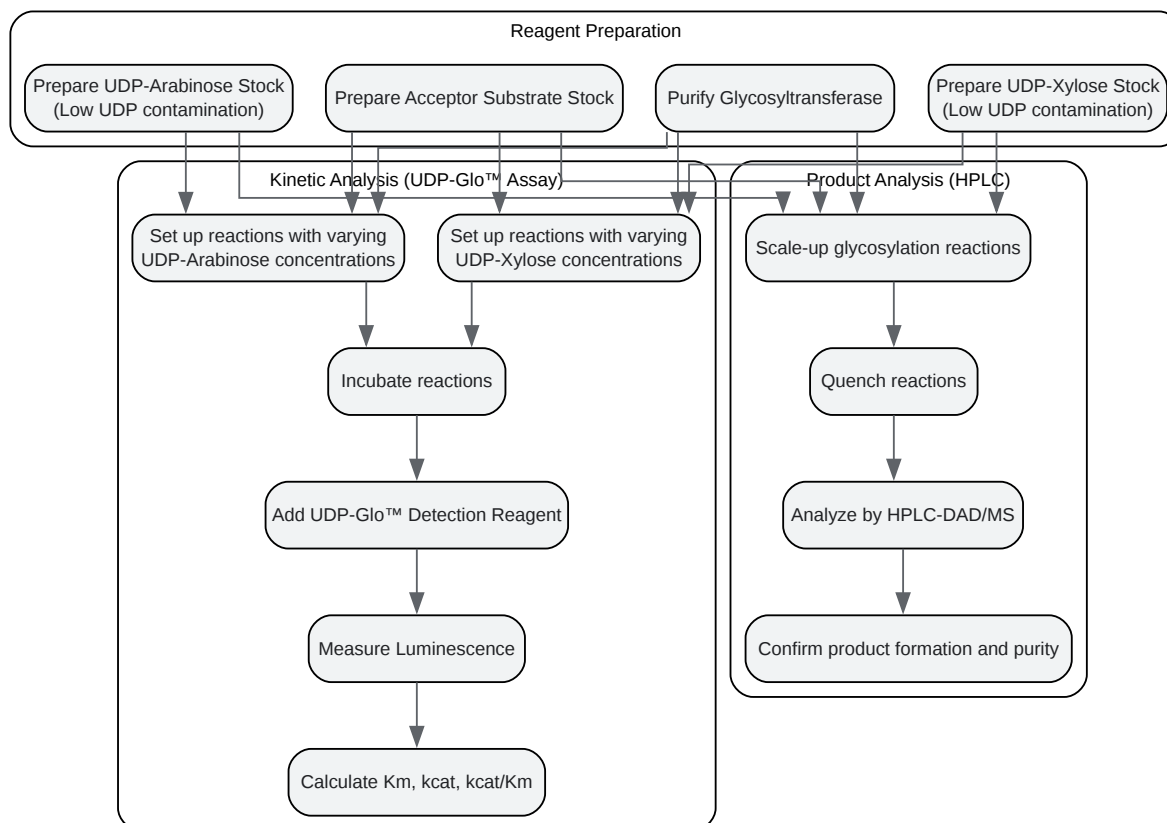 Reagent Preparation
Prepare UDP-Arabinose Stock
(Low UDP contamination)
Prepare Acceptor Substrate Stock
Purify Glycosyltransferase
Prepare UDP-Xylose Stock
(Low UDP contamination)
Kinetic Analysis (UDP-Glo™ Assay)
Set up reactions with varying
UDP-Arabinose concentrations
Set up reactions with varying
UDP-Xylose concentrations
Incubate reactions
Add UDP-Glo™ Detection Reagent
Measure Luminescence
Calculate Km, kcat, kcat/Km
Product Analysis (HPLC)
Scale-up glycosylation reactions
Quench reactions
Analyze by HPLC-DAD/MS
Confirm product formation and purity